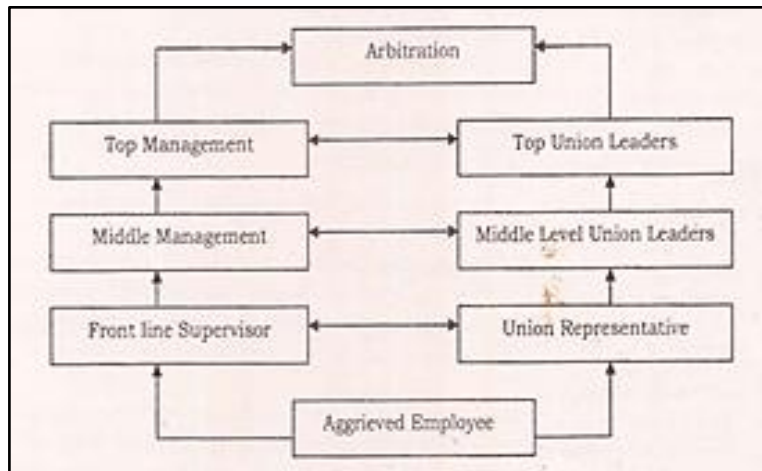 Arbitration
Top Management
Top Union Leaders
Middle Management
Middle Level Union Leaders
Front line Supervisor
Union Representative
Aggrieved Employee